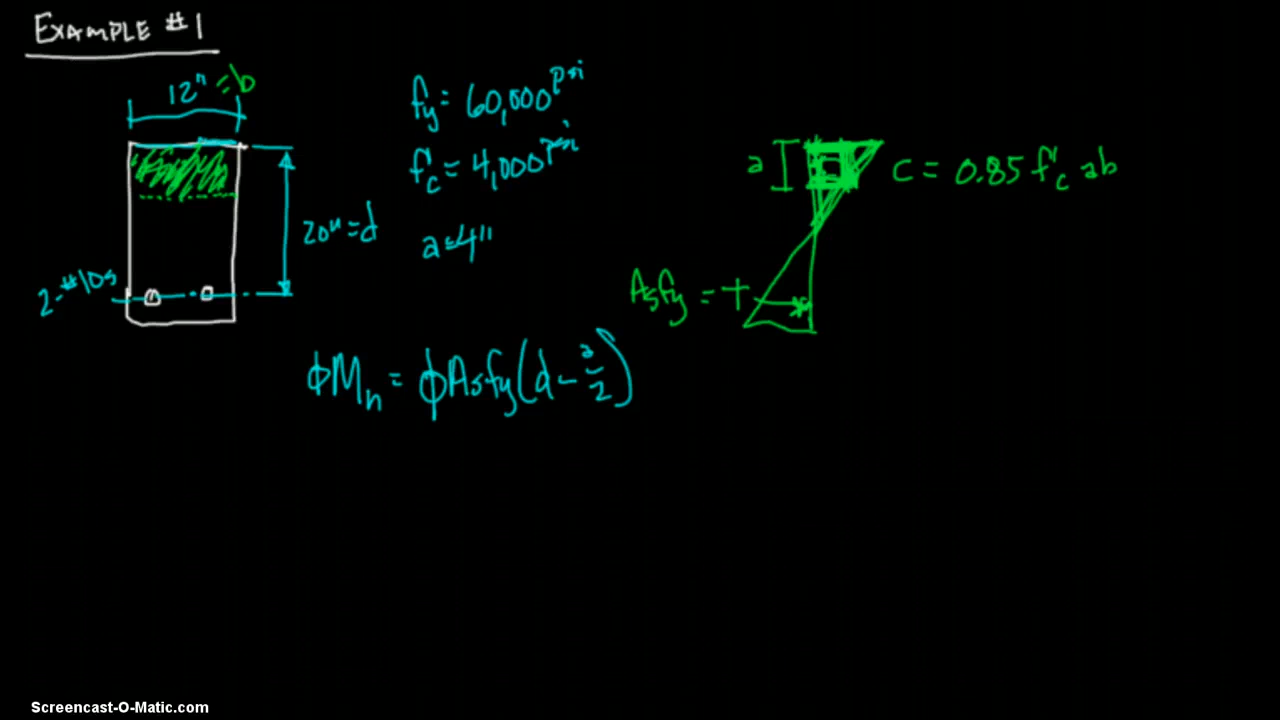 EXAMPLE #1
12" = b
fy = 60,000 psi
f'c = 4,000 psi
a = 4"
20" = d
2-#10s
a
C = 0.85 f'c ab
Asfy = T
ϕMn = ϕAsfy(d - a/2)
Screencast-O-Matic.com